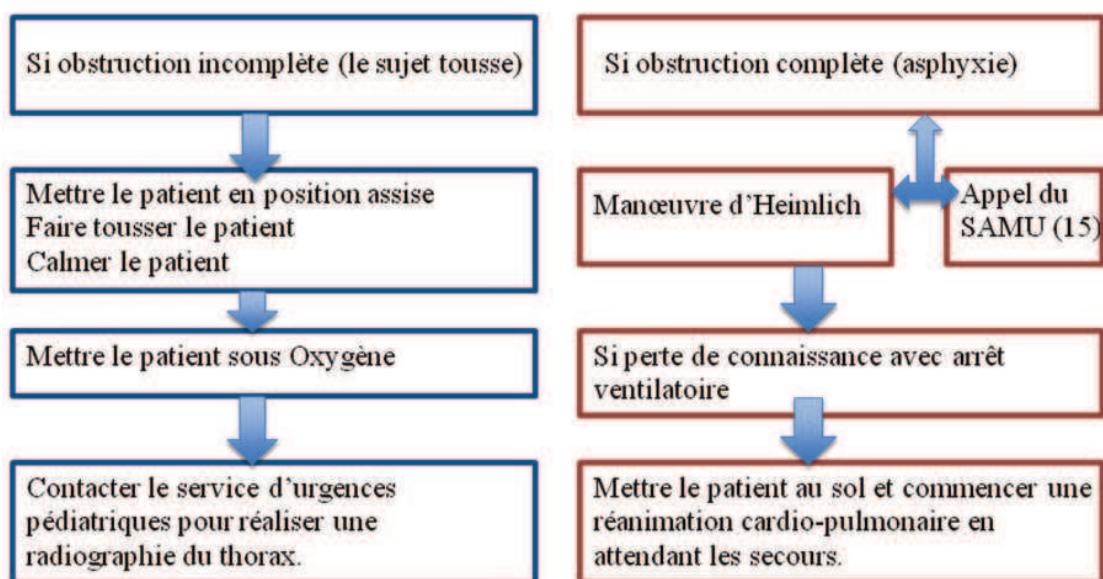 Si obstruction incomplète (le sujet tousse)
Mettre le patient en position assise
Faire tousser le patient
Calmer le patient
Mettre le patient sous Oxygène
Contacter le service d'urgences
pédiatriques pour réaliser une
radiographie du thorax.
Si obstruction complète (asphyxie)
Manœuvre d'Heimlich
Appel du
SAMU (15)
Si perte de connaissance avec arrêt
ventilatoire
Mettre le patient au sol et commencer une
réanimation cardio-pulmonaire en
attendant les secours.